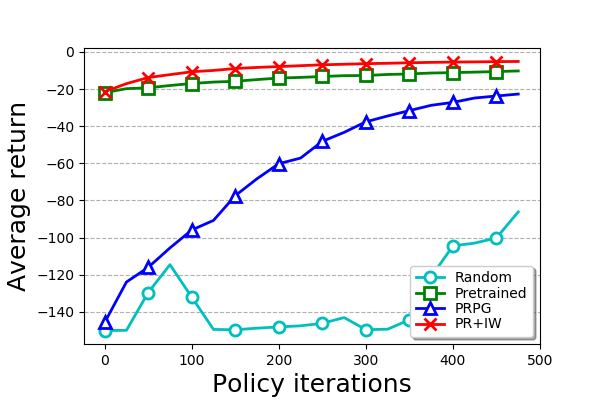 Average return
0
−20
−40
−60
−80
−100
−120
−140
0 100 200 300 400 500
Policy iterations
Random
Pretrained
PRPG
PR+IW